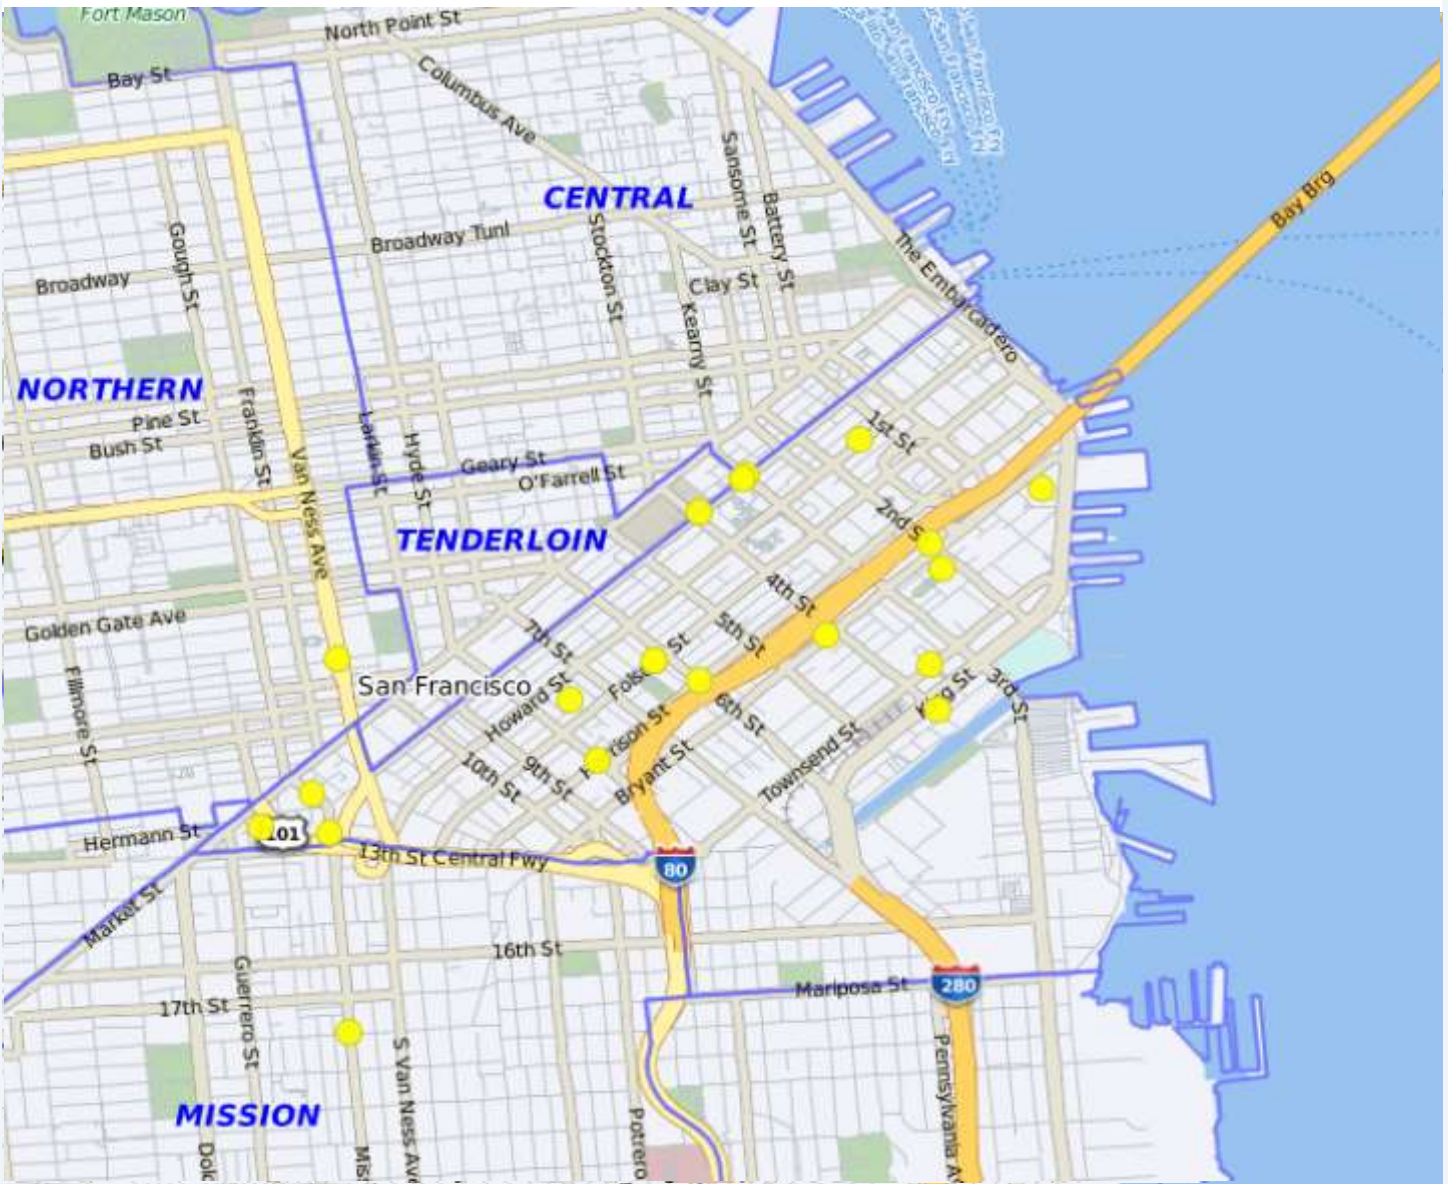 Fort Mason
North Point St
Bay St
Columbus Ave
Sansome St
Battery St
CENTRAL
Stockton St
Bay Brg
Gough St
Broadway Tunl
The Embarcadero
Broadway
Clay St
Kearny St
NORTHERN
Pine St
Franklin St
Larkin St
Hyde St
1st St
Bush St
Van Ness Ave
Geary St
O'Farrell St
2nd S
TENDERLOIN
4th St
Golden Gate Ave
7th St
5th St
Fillmore St
San Francisco
Howard St
6th St
3rd St
10th St
9th St
Bryant St
Townsend St
Hermann St
101
13th St Central Fwy
80
Market St
16th St
Guerrero St
Mariposa St
280
17th St
S Van Ness Ave
Pennsylvania Av
MISSION
Potrero